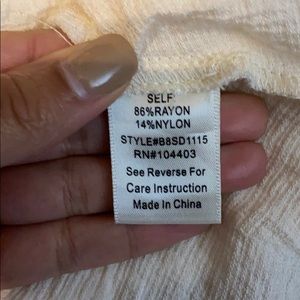 SELF
86%RAYON
14%NYLON
STYLE#B8SD1115
RN#104403
See Reverse For
Care Instruction
Made In China